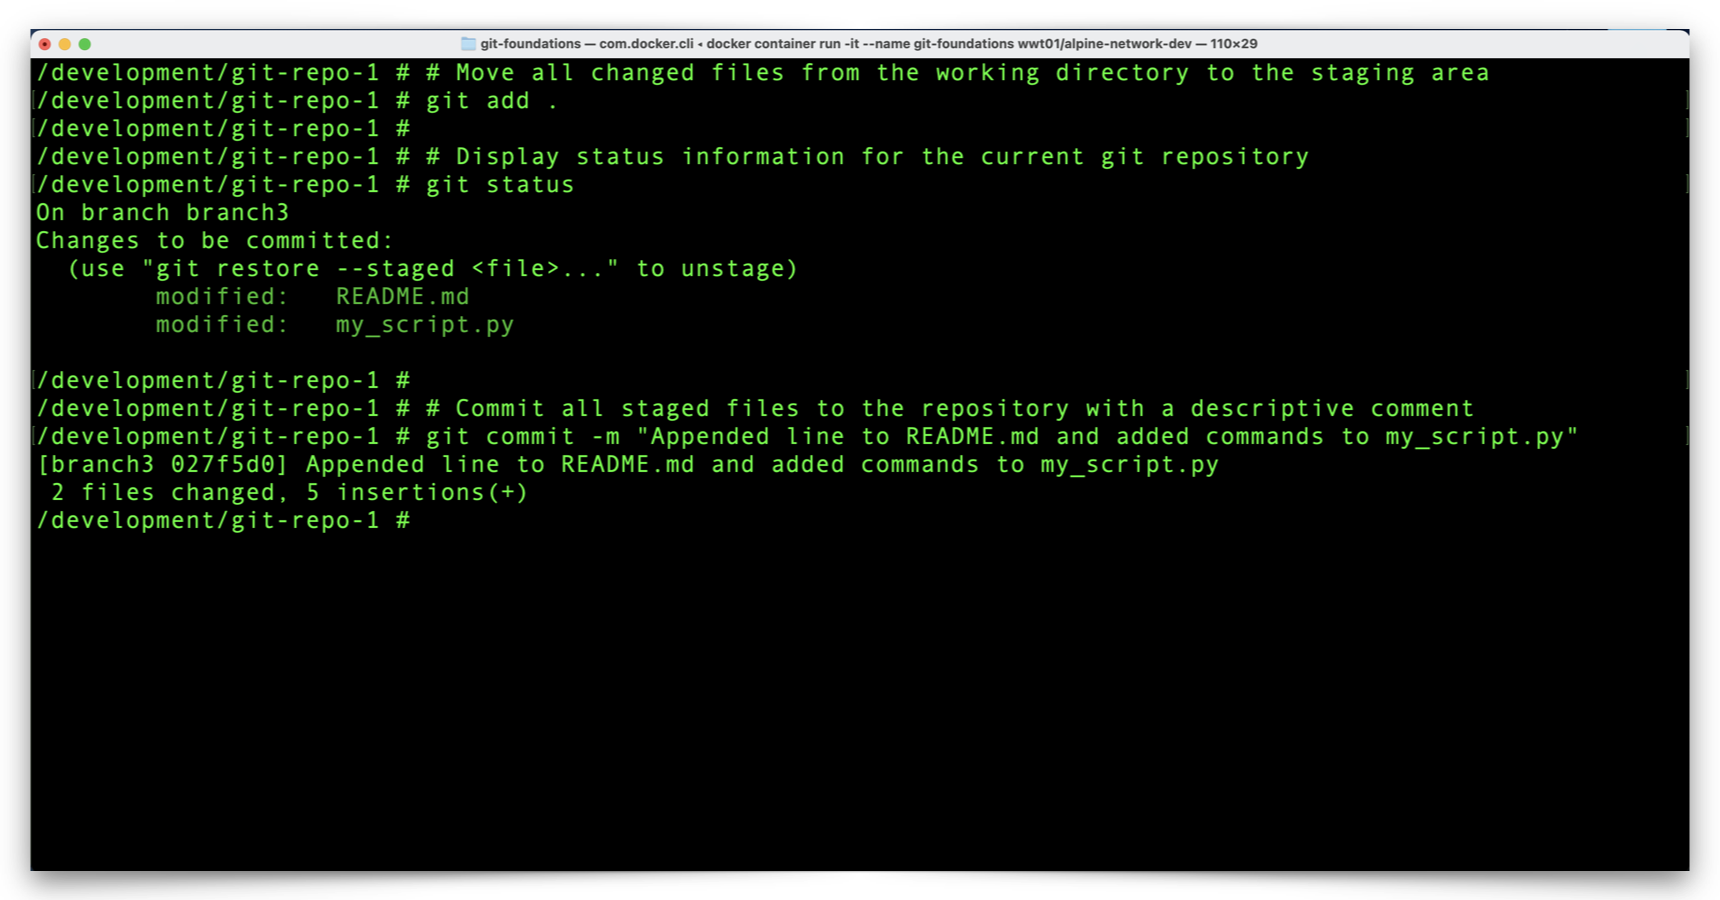 git-foundations — com.docker.cli ◂ docker container run -it --name git-foundations wwt01/alpine-network-dev — 110×29
/development/git-repo-1 # # Move all changed files from the working directory to the staging area
/development/git-repo-1 # git add .
/development/git-repo-1 #
/development/git-repo-1 # # Display status information for the current git repository
/development/git-repo-1 # git status
On branch branch3
Changes to be committed:
  (use "git restore --staged <file>..." to unstage)
        modified:   README.md
        modified:   my_script.py
/development/git-repo-1 #
/development/git-repo-1 # # Commit all staged files to the repository with a descriptive comment
/development/git-repo-1 # git commit -m "Appended line to README.md and added commands to my_script.py"
[branch3 027f5d0] Appended line to README.md and added commands to my_script.py
 2 files changed, 5 insertions(+)
/development/git-repo-1 #